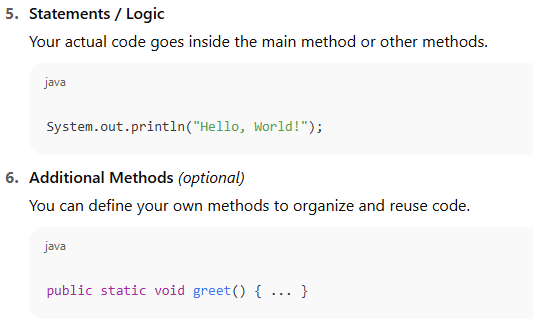 5. Statements / Logic
Your actual code goes inside the main method or other methods.
java
System.out.println("Hello, World!");
6. Additional Methods (optional)
You can define your own methods to organize and reuse code.
java
public static void greet() { ... }